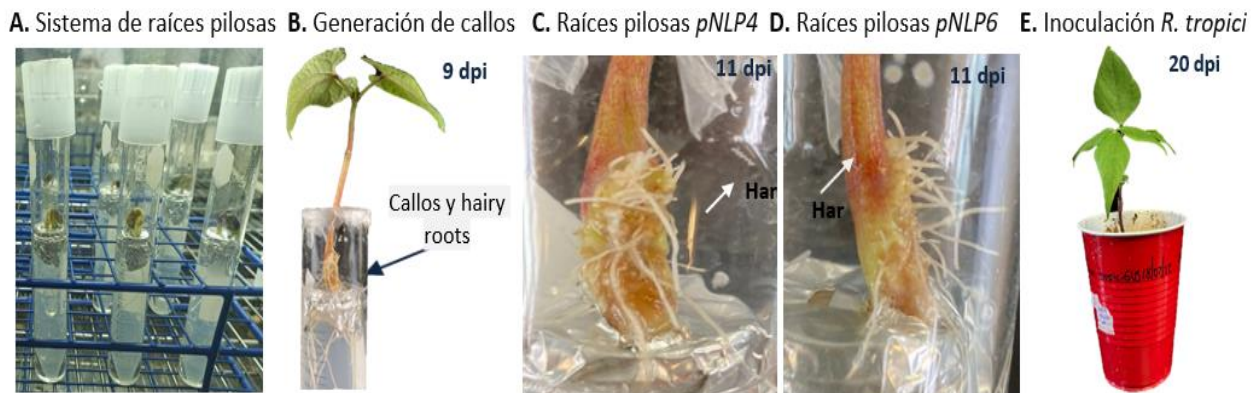 A. Sistema de raíces pilosas
B. Generación de callos
C. Raíces pilosas pNLP4
D. Raíces pilosas pNLP6
E. Inoculación R. tropici
9 dpi
Callos y hairy
roots
11 dpi
Har
11 dpi
Har
20 dpi